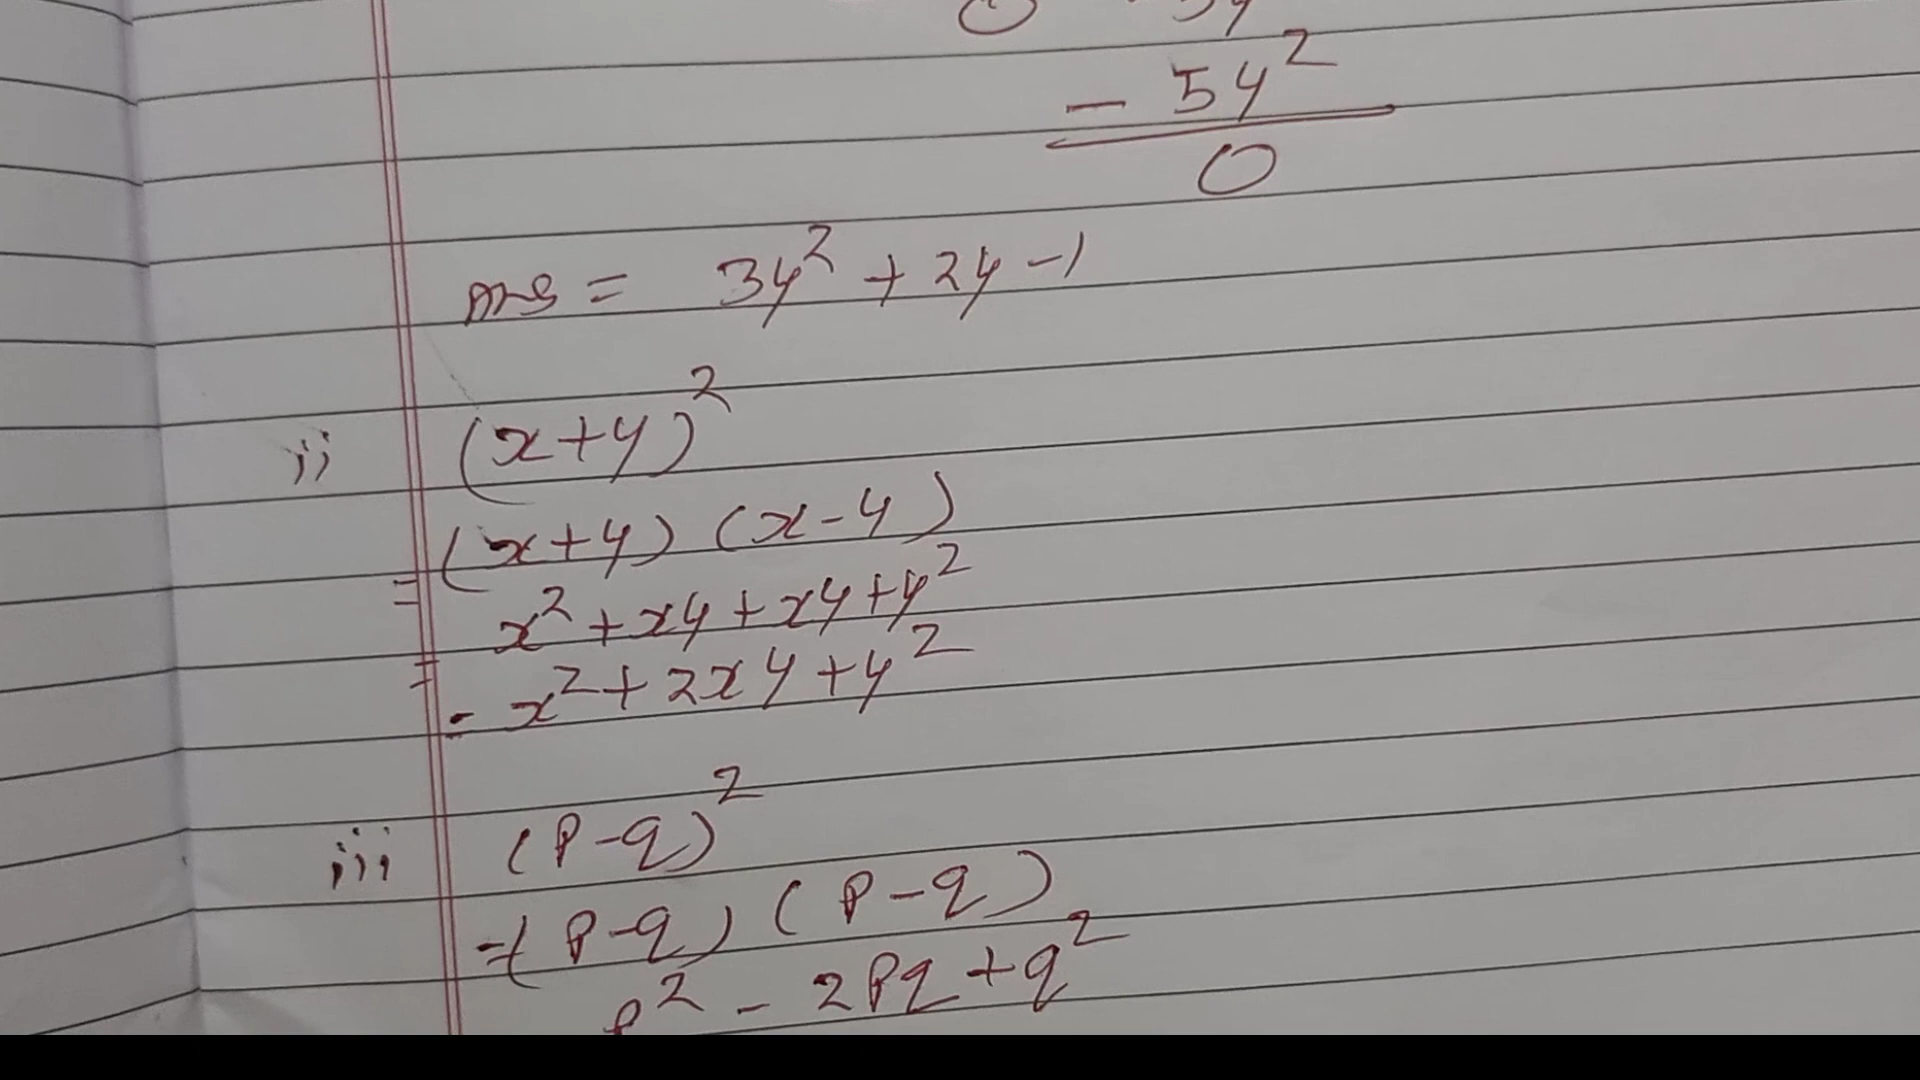 - 5y²
0
Ans = 3y² + 2y - 1
ii (x+y)²
= (x+y) (x-y)
= x² + xy + xy + y²
= x² + 2xy + y²
iii (P-q)²
= (P-q) (P-q)
P² - 2Pq + q²